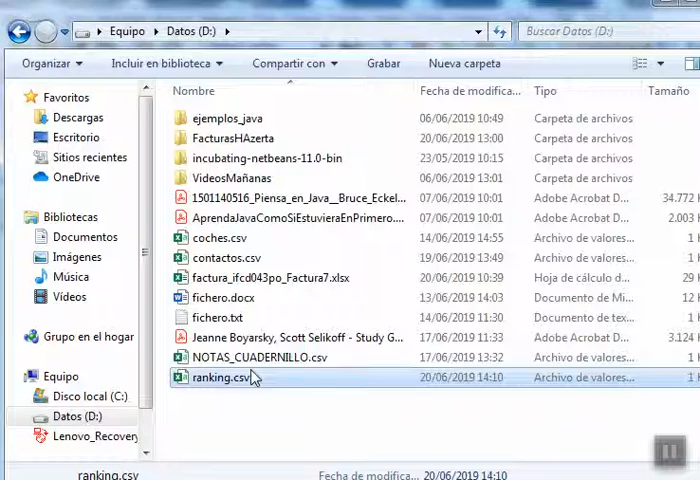 Equipo Datos (D:) Buscar Datos (D:)
Organizar Incluir en biblioteca Compartir con Grabar Nueva carpeta
Nombre Fecha de modifica... Tipo Tamaño
Favoritos
Descargas
Escritorio
Sitios recientes
OneDrive
Bibliotecas
Documentos
Imágenes
Música
Vídeos
Grupo en el hogar
Equipo
Disco local (C:)
Datos (D:)
Lenovo_Recovery
ejemplos_java 06/06/2019 10:49 Carpeta de archivos
FacturasHAzerta 20/06/2019 13:00 Carpeta de archivos
incubating-netbeans-11.0-bin 23/05/2019 10:15 Carpeta de archivos
VideosMañanas 06/06/2019 13:01 Carpeta de archivos
1501140516_Piensa_en_Java__Bruce_Eckel... 07/06/2019 10:01 Adobe Acrobat D... 34.772
AprendaJavaComoSiEstuvieraEnPrimero.... 07/06/2019 10:01 Adobe Acrobat D... 2.003
coches.csv 14/06/2019 14:55 Archivo de valores... 1
contactos.csv 19/06/2019 13:49 Archivo de valores... 1
factura_ifcd043po_Factura7.xlsx 20/06/2019 10:39 Hoja de cálculo d... 29
fichero.docx 13/06/2019 14:03 Documento de Mi... 12
fichero.txt 14/06/2019 11:30 Documento de tex... 1
Jeanne Boyarsky, Scott Selikoff - Study G... 17/06/2019 11:33 Adobe Acrobat D... 3.124
NOTAS_CUADERNILLO.csv 17/06/2019 13:32 Archivo de valores... 1
ranking.csv 20/06/2019 14:10 Archivo de valores... 1
ranking.csv Fecha de modifica... 20/06/2019 14:10